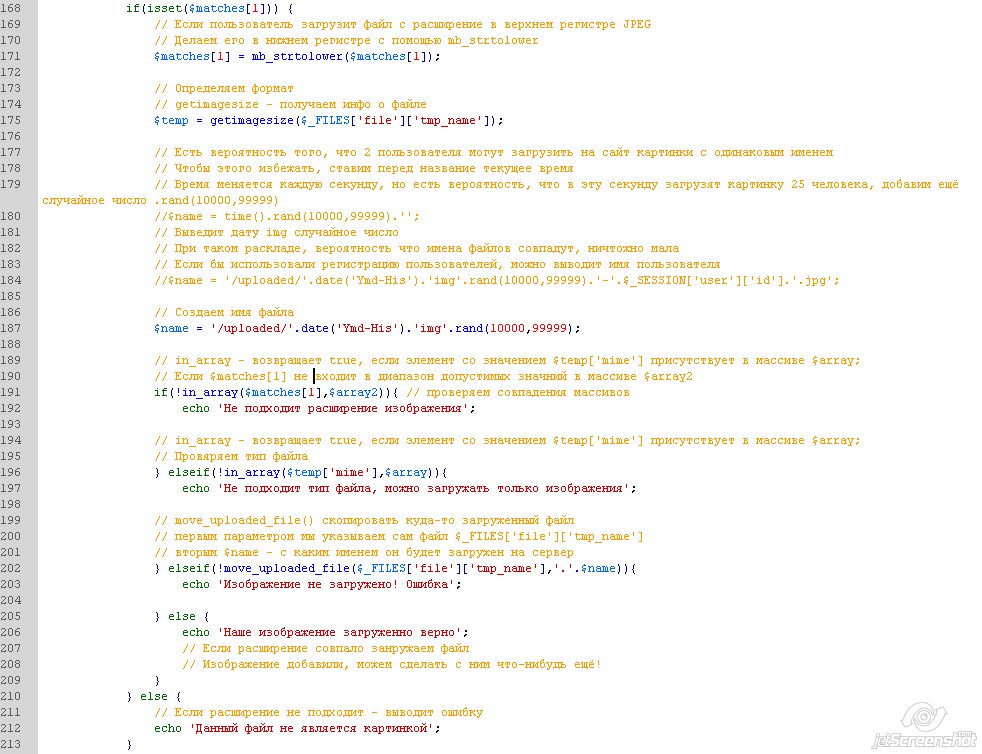 168 if(isset($matches[1])) {
169 // Если пользователь загрузит файл с расширение в верхнем регистре JPEG
170 // Делаем его в нижнем регистре с помощью mb_strtolower
171 $matches[1] = mb_strtolower($matches[1]);
172
173 // Определяем формат
174 // getimagesize - получаем инфо о файле
175 $temp = getimagesize($_FILES['file']['tmp_name']);
176
177 // Есть вероятность того, что 2 пользователя могут загрузить на сайт картинки с одинаковым именем
178 // Чтобы этого избежать, ставим перед название текущее время
179 // Время меняется каждую секунду, но есть вероятность, что в эту секунду загрузят картинку 25 человека, добавим ещё
случайное число .rand(10000,99999)
180 //$name = time().rand(10000,99999).'';
181 // Выведит дату img случайное число
182 // При таком раскладе, вероятность что имена файлов совпадут, ничтожно мала
183 // Если бы использовали регистрацию пользователей, можно выводит имя пользователя
184 //$name = '/uploaded/'.date('Ymd-His').'img'.rand(10000,99999).'-'.$_SESSION['user']['id'].'.jpg';
185
186 // Создаем имя файла
187 $name = '/uploaded/'.date('Ymd-His').'img'.rand(10000,99999);
188
189 // in_array - возвращает true, если элемент со значением $temp['mime'] присутствует в массиве $array;
190 // Если $matches[1] не входит в диапазон допустимых значний в массиве $array2
191 if(!in_array($matches[1],$array2)){ // проверяем совпадения массивов
192 echo 'Не подходит расширение изображения';
193
194 // in_array - возвращает true, если элемент со значением $temp['mime'] присутствует в массиве $array;
195 // Провяряем тип файла
196 } elseif(!in_array($temp['mime'],$array)){
197 echo 'Не подходит тип файла, можно загружать только изображения';
198
199 // move_uploaded_file() скопировать куда-то загруженный файл
200 // первым параметром мы указываем сам файл $_FILES['file']['tmp_name']
201 // вторым $name - с каким именем он будет загружен на сервер
202 } elseif(!move_uploaded_file($_FILES['file']['tmp_name'],'.'.$name)){
203 echo 'Изображение не загружено! Ошибка';
204
205 } else {
206 echo 'Наше изображение загруженно верно';
207 // Если расширение совпало занружаем файл
208 // Изображение добавили, можем сделать с ним что-нибудь ещё!
209 }
210 } else {
211 // Если расширение не подходит - выводит ошибку
212 echo 'Данный файл не является картинкой';
213 }
jetScreenshot.com